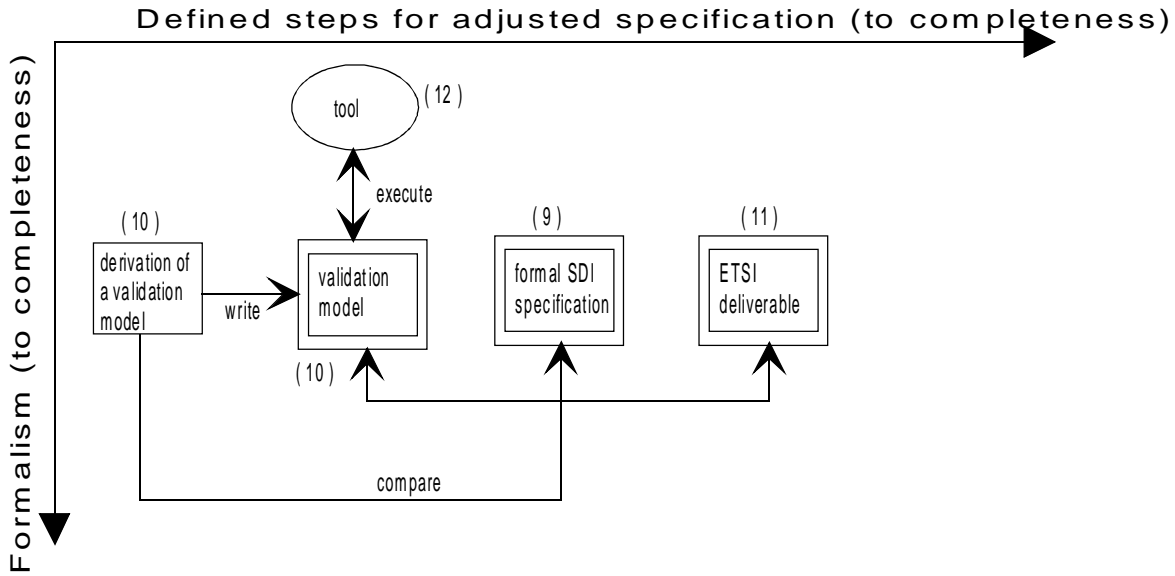 Defined steps for adjusted specification (to completeness)
Formalism (to completeness)
tool
(12)
execute
(10)
(9)
(11)
derivation of
a validation
model
write
validation
model
formal SDI
specification
ETSI
deliverable
(10)
compare